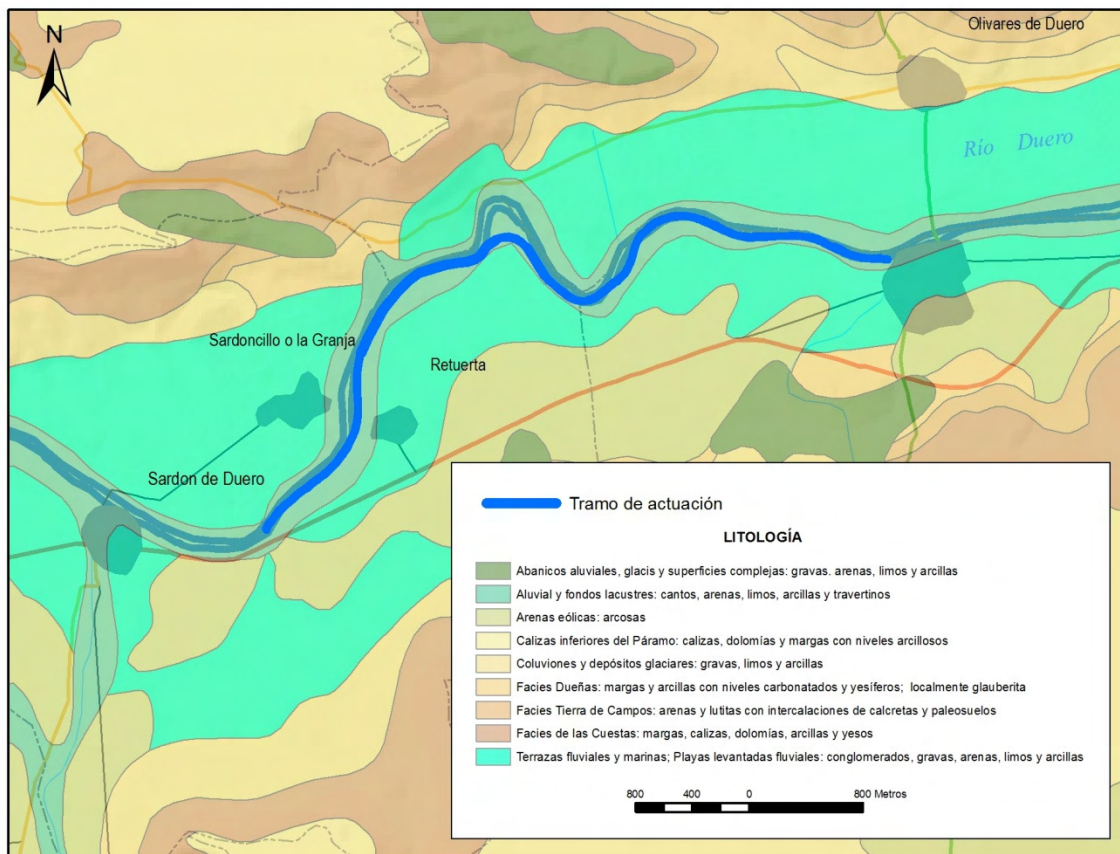 Olivares de Duero
N
Río Duero
Sardoncillo o la Granja
Retuerta
Sardon de Duero
Tramo de actuación
LITOLOGÍA
Abanicos aluviales, glacis y superficies complejas: gravas. arenas, limos y arcillas
Aluvial y fondos lacustres: cantos, arenas, limos, arcillas y travertinos
Arenas eólicas: arcosas
Calizas inferiores del Páramo: calizas, dolomías y margas con niveles arcillosos
Coluviones y depósitos glaciares: gravas, limos y arcillas
Facies Dueñas: margas y arcillas con niveles carbonatados y yesíferos; localmente glauberita
Facies Tierra de Campos: arenas y lutitas con intercalaciones de calcretas y paleosuelos
Facies de las Cuestas: margas, calizas, dolomías, arcillas y yesos
Terrazas fluviales y marinas; Playas levantadas fluviales: conglomerados, gravas, arenas, limos y arcillas
800 400 0 800 Metros